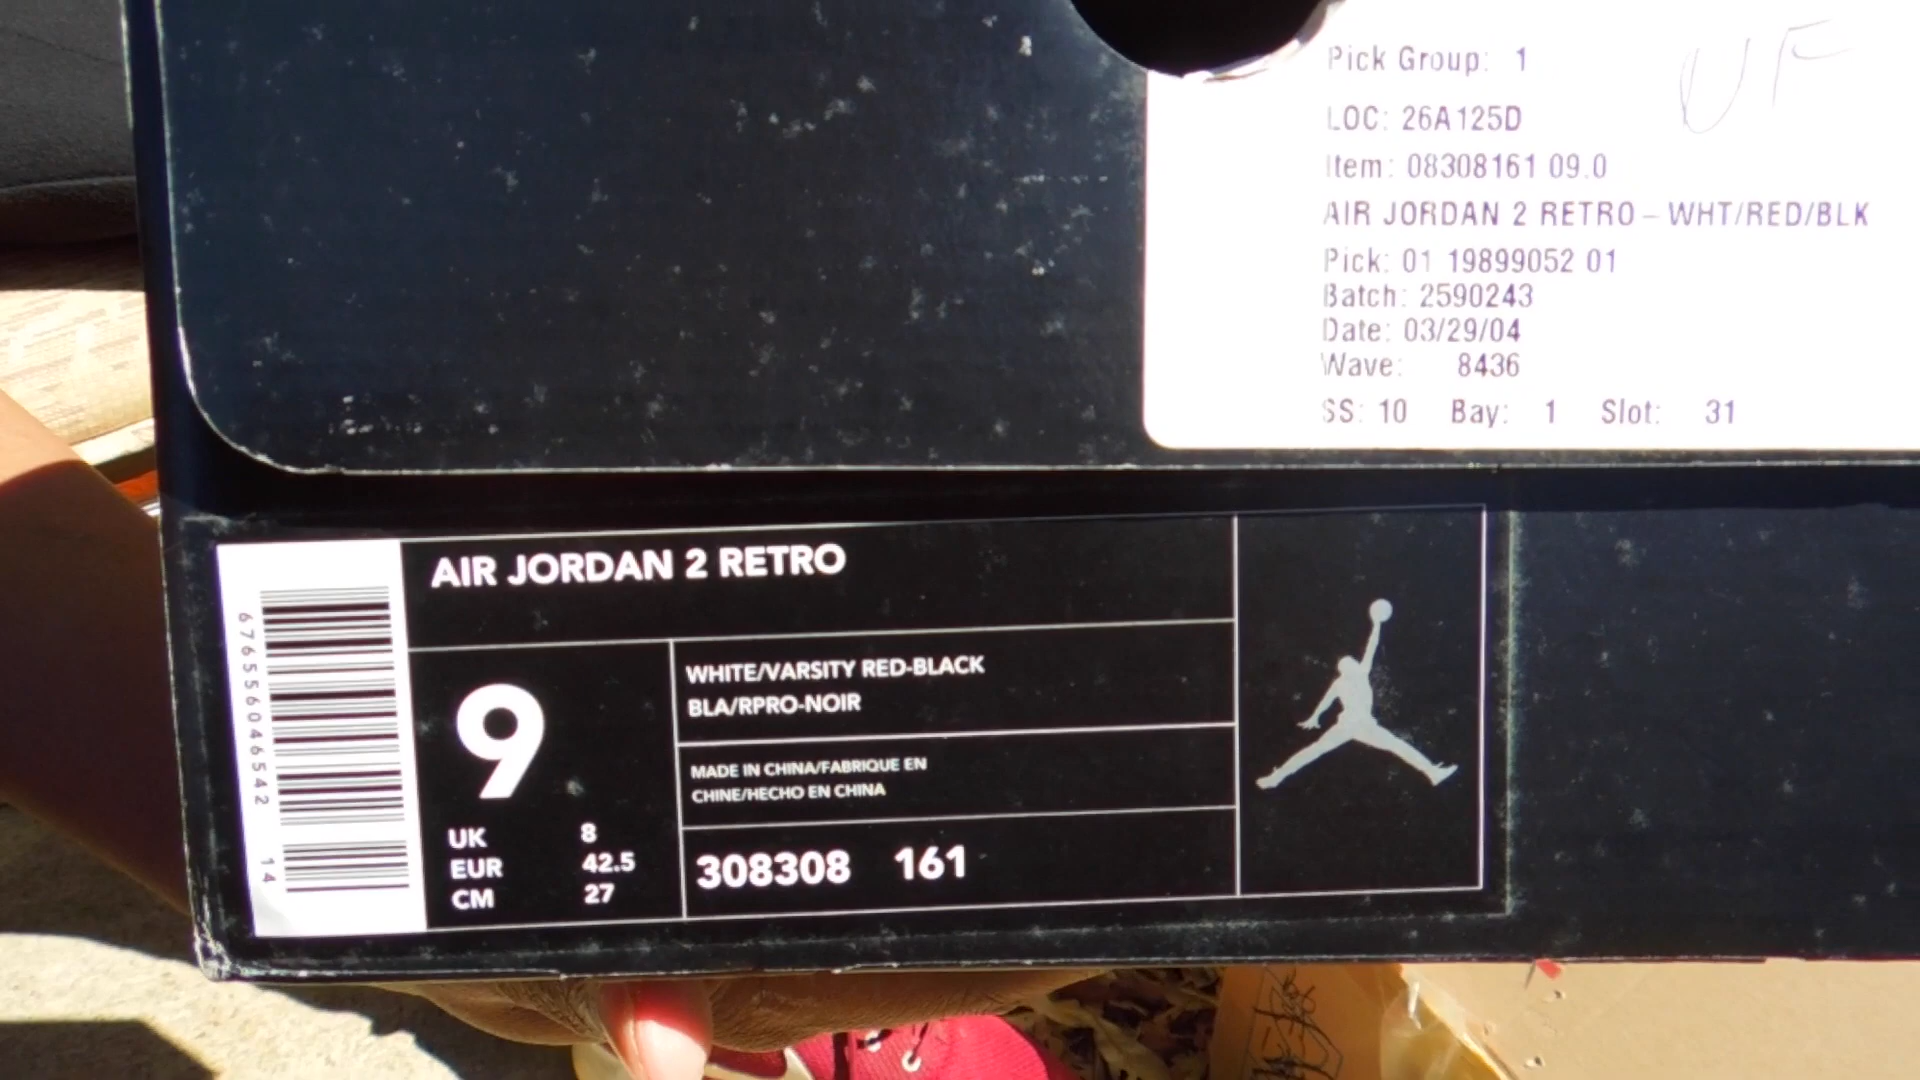 Pick Group: 1
UF
LOC: 26A125D
Item: 08308161 09.0
AIR JORDAN 2 RETRO - WHT/RED/BLK
Pick: 01 19899052 01
Batch: 2590243
Date: 03/29/04
Wave: 8436
SS: 10 Bay: 1 Slot: 31
AIR JORDAN 2 RETRO
676556046542 14
9
UK 8
EUR 42.5
CM 27
WHITE/VARSITY RED-BLACK
BLA/RPRO-NOIR
MADE IN CHINA/FABRIQUE EN
CHINE/HECHO EN CHINA
308308 161